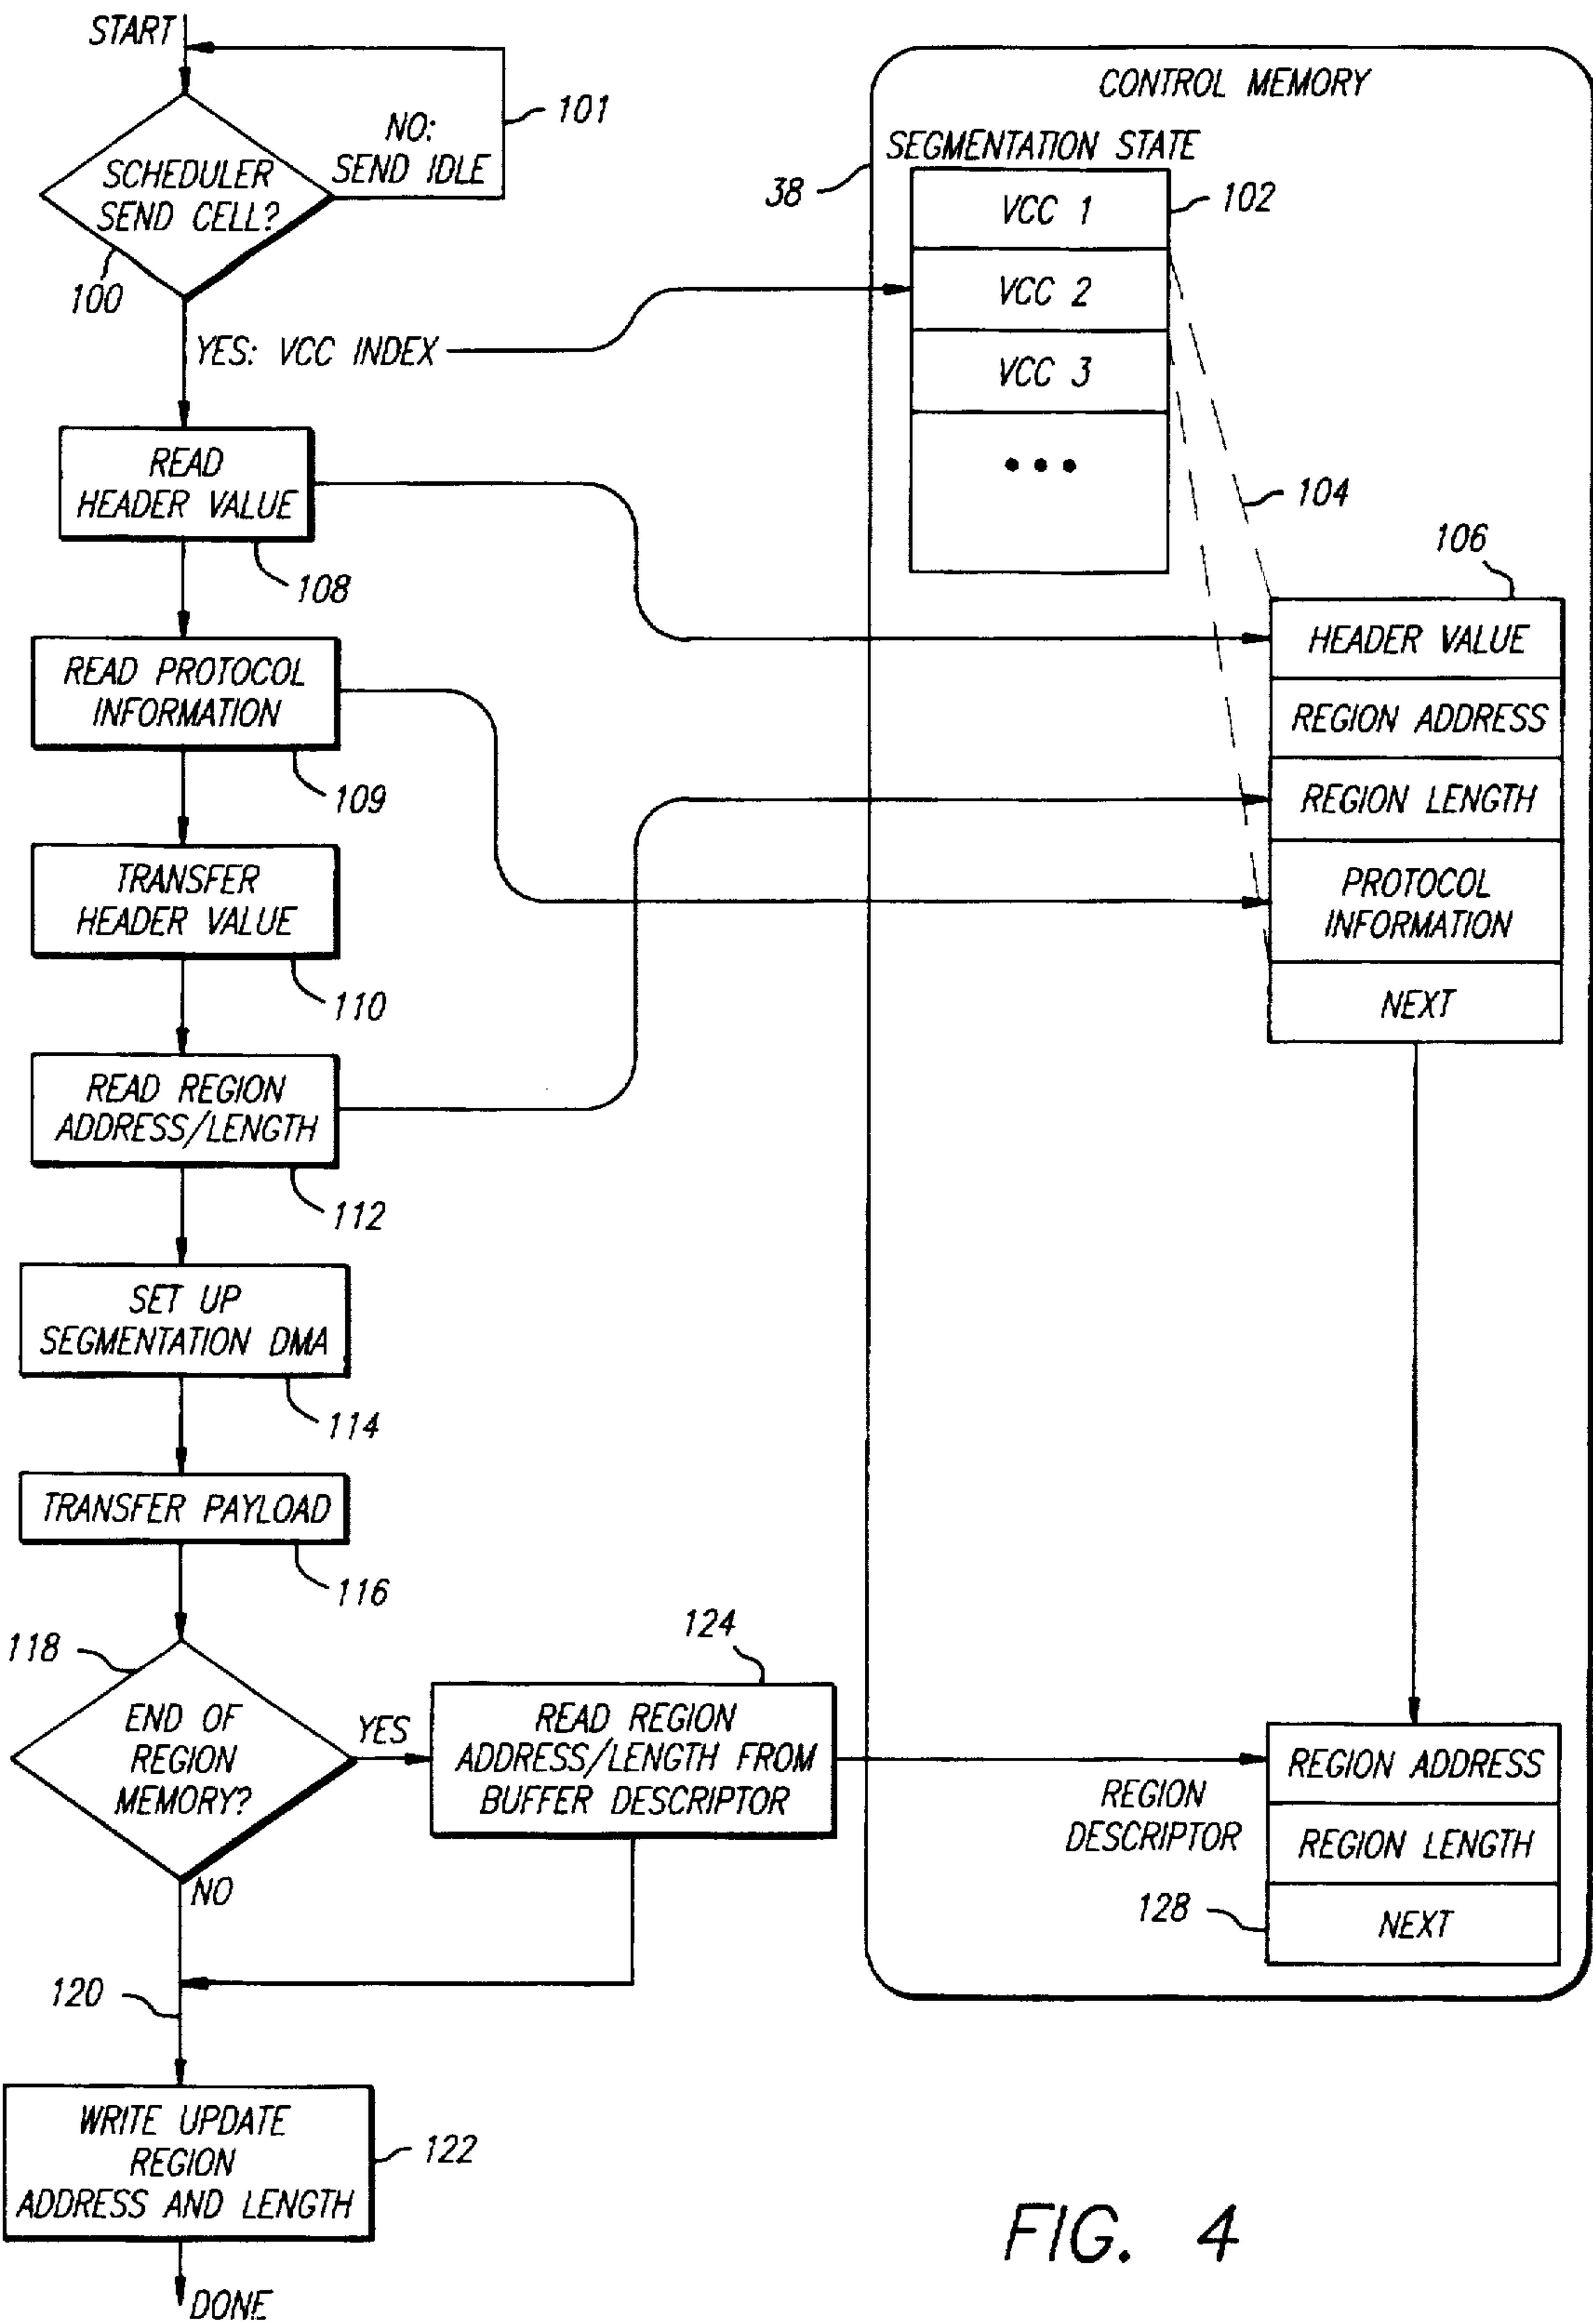 START
SCHEDULER
SEND CELL?
NO:
SEND IDLE
101
100
YES: VCC INDEX
READ
HEADER VALUE
108
READ PROTOCOL
INFORMATION
109
TRANSFER
HEADER VALUE
110
READ REGION
ADDRESS/LENGTH
112
SET UP
SEGMENTATION DMA
114
TRANSFER PAYLOAD
116
118
END OF
REGION
MEMORY?
YES
NO
124
READ REGION
ADDRESS/LENGTH FROM
BUFFER DESCRIPTOR
120
WRITE UPDATE
REGION
ADDRESS AND LENGTH
122
DONE
CONTROL MEMORY
SEGMENTATION STATE
38
VCC 1
102
VCC 2
VCC 3
•••
104
106
HEADER VALUE
REGION ADDRESS
REGION LENGTH
PROTOCOL
INFORMATION
NEXT
REGION
DESCRIPTOR
REGION ADDRESS
REGION LENGTH
128
NEXT
FIG. 4